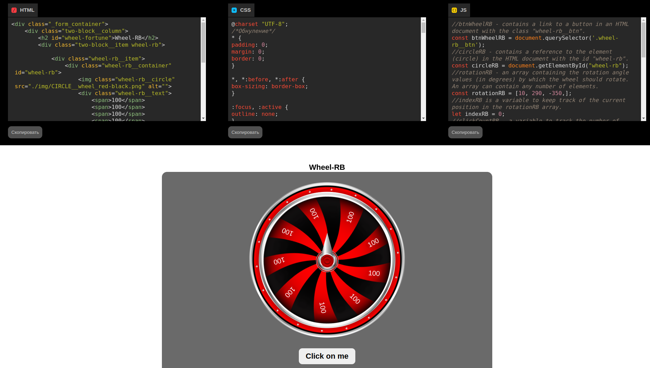 HTML
<div class="_form_container">
<div class="two-block__column">
<h2 id="wheel-fortune">Wheel-RB</h2>
<div class="two-block__item wheel-rb">
<div class="wheel-rb__item">
<div class="wheel-rb__container"
id="wheel-rb">
<img class="wheel-rb__circle"
src="./img/CIRCLE__wheel_red-black.png" alt="">
<div class="wheel-rb__text">
<span>100</span>
<span>100</span>
<span>100</span>
<span>100</span>
Скопировать
CSS
@charset "UTF-8";
/*Обнуление*/
* {
padding: 0;
margin: 0;
border: 0;
}
*, *:before, *:after {
box-sizing: border-box;
}
:focus, :active {
outline: none;
}
Скопировать
JS
//btnWheelRB - contains a link to a button in an HTML
document with the class "wheel-rb__btn".
const btnWheelRB = document.querySelector('.wheel-
rb__btn');
//circleRB - contains a reference to the element
(circle) in the HTML document with the id "wheel-rb".
const circleRB = document.getElementById("wheel-rb");
//rotationRB - an array containing the rotation angle
values (in degrees) by which the wheel should rotate.
An array can contain any number of elements.
const rotationRB = [10, 290, -350,];
//indexRB is a variable to keep track of the current
position in the rotationRB array.
let indexRB = 0;
Скопировать
Wheel-RB
100
100
100
100
100
100
100
100
100
Click on me